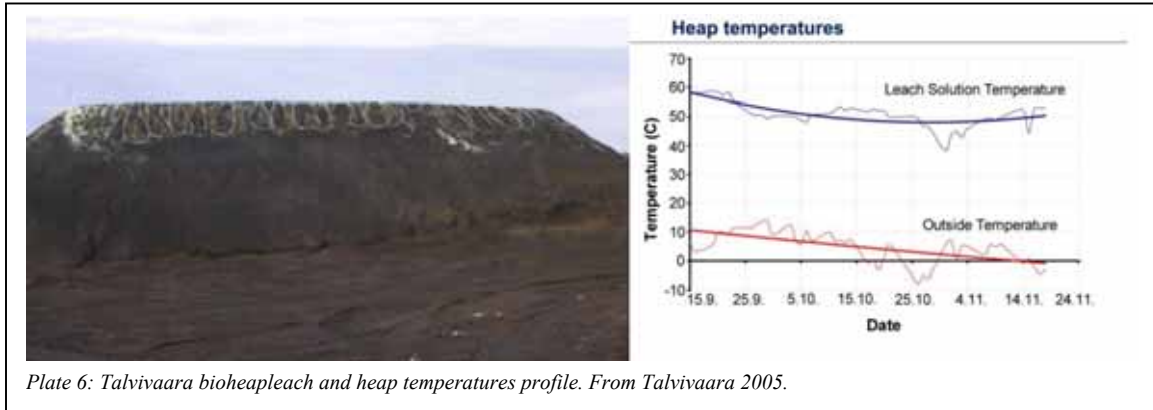 Heap temperatures
70
60
50
40
30
20
10
0
-10
Temperature (C)
Leach Solution Temperature
Outside Temperature
15.9. 25.9. 5.10. 15.10. 25.10. 4.11. 14.11. 24.11.
Date
Plate 6: Talvivaara bioheapleach and heap temperatures profile. From Talvivaara 2005.